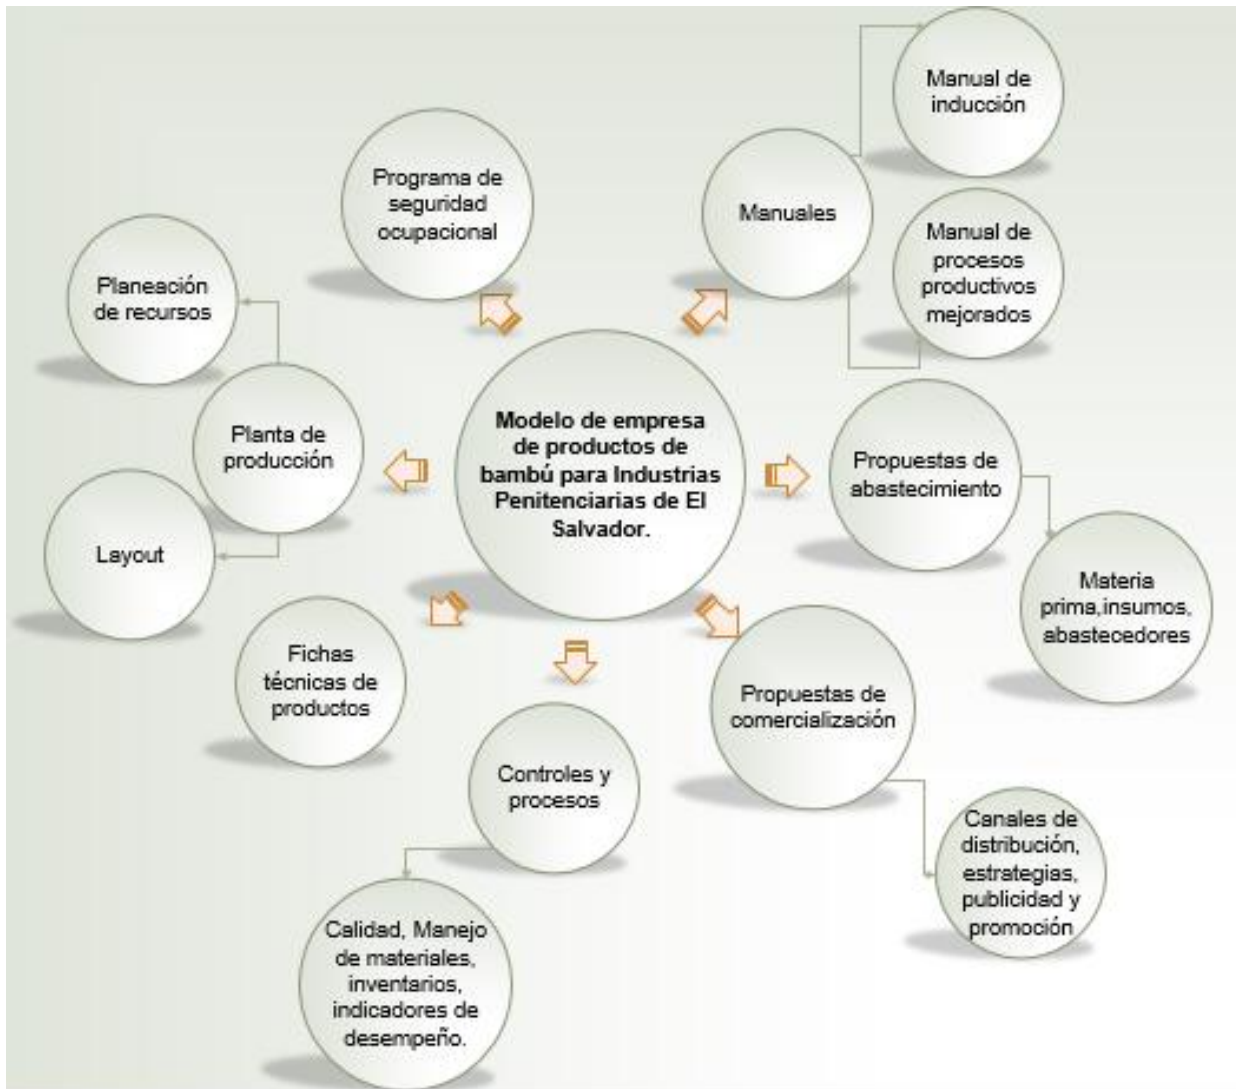 Manual de
inducción
Programa de
seguridad
ocupacional
Manuales
Manual de
procesos
productivos
mejorados
Planeación
de recursos
Modelo de empresa
de productos de
bambú para Industrias
Penitenciarias de El
Salvador.
Planta de
producción
Propuestas de
abastecimiento
Layout
Materia
prima,insumos,
abastecedores
Fichas
técnicas de
productos
Propuestas de
comercialización
Controles y
procesos
Canales de
distribución,
estrategias,
publicidad y
promoción
Calidad, Manejo
de materiales,
inventarios,
indicadores de
desempeño.